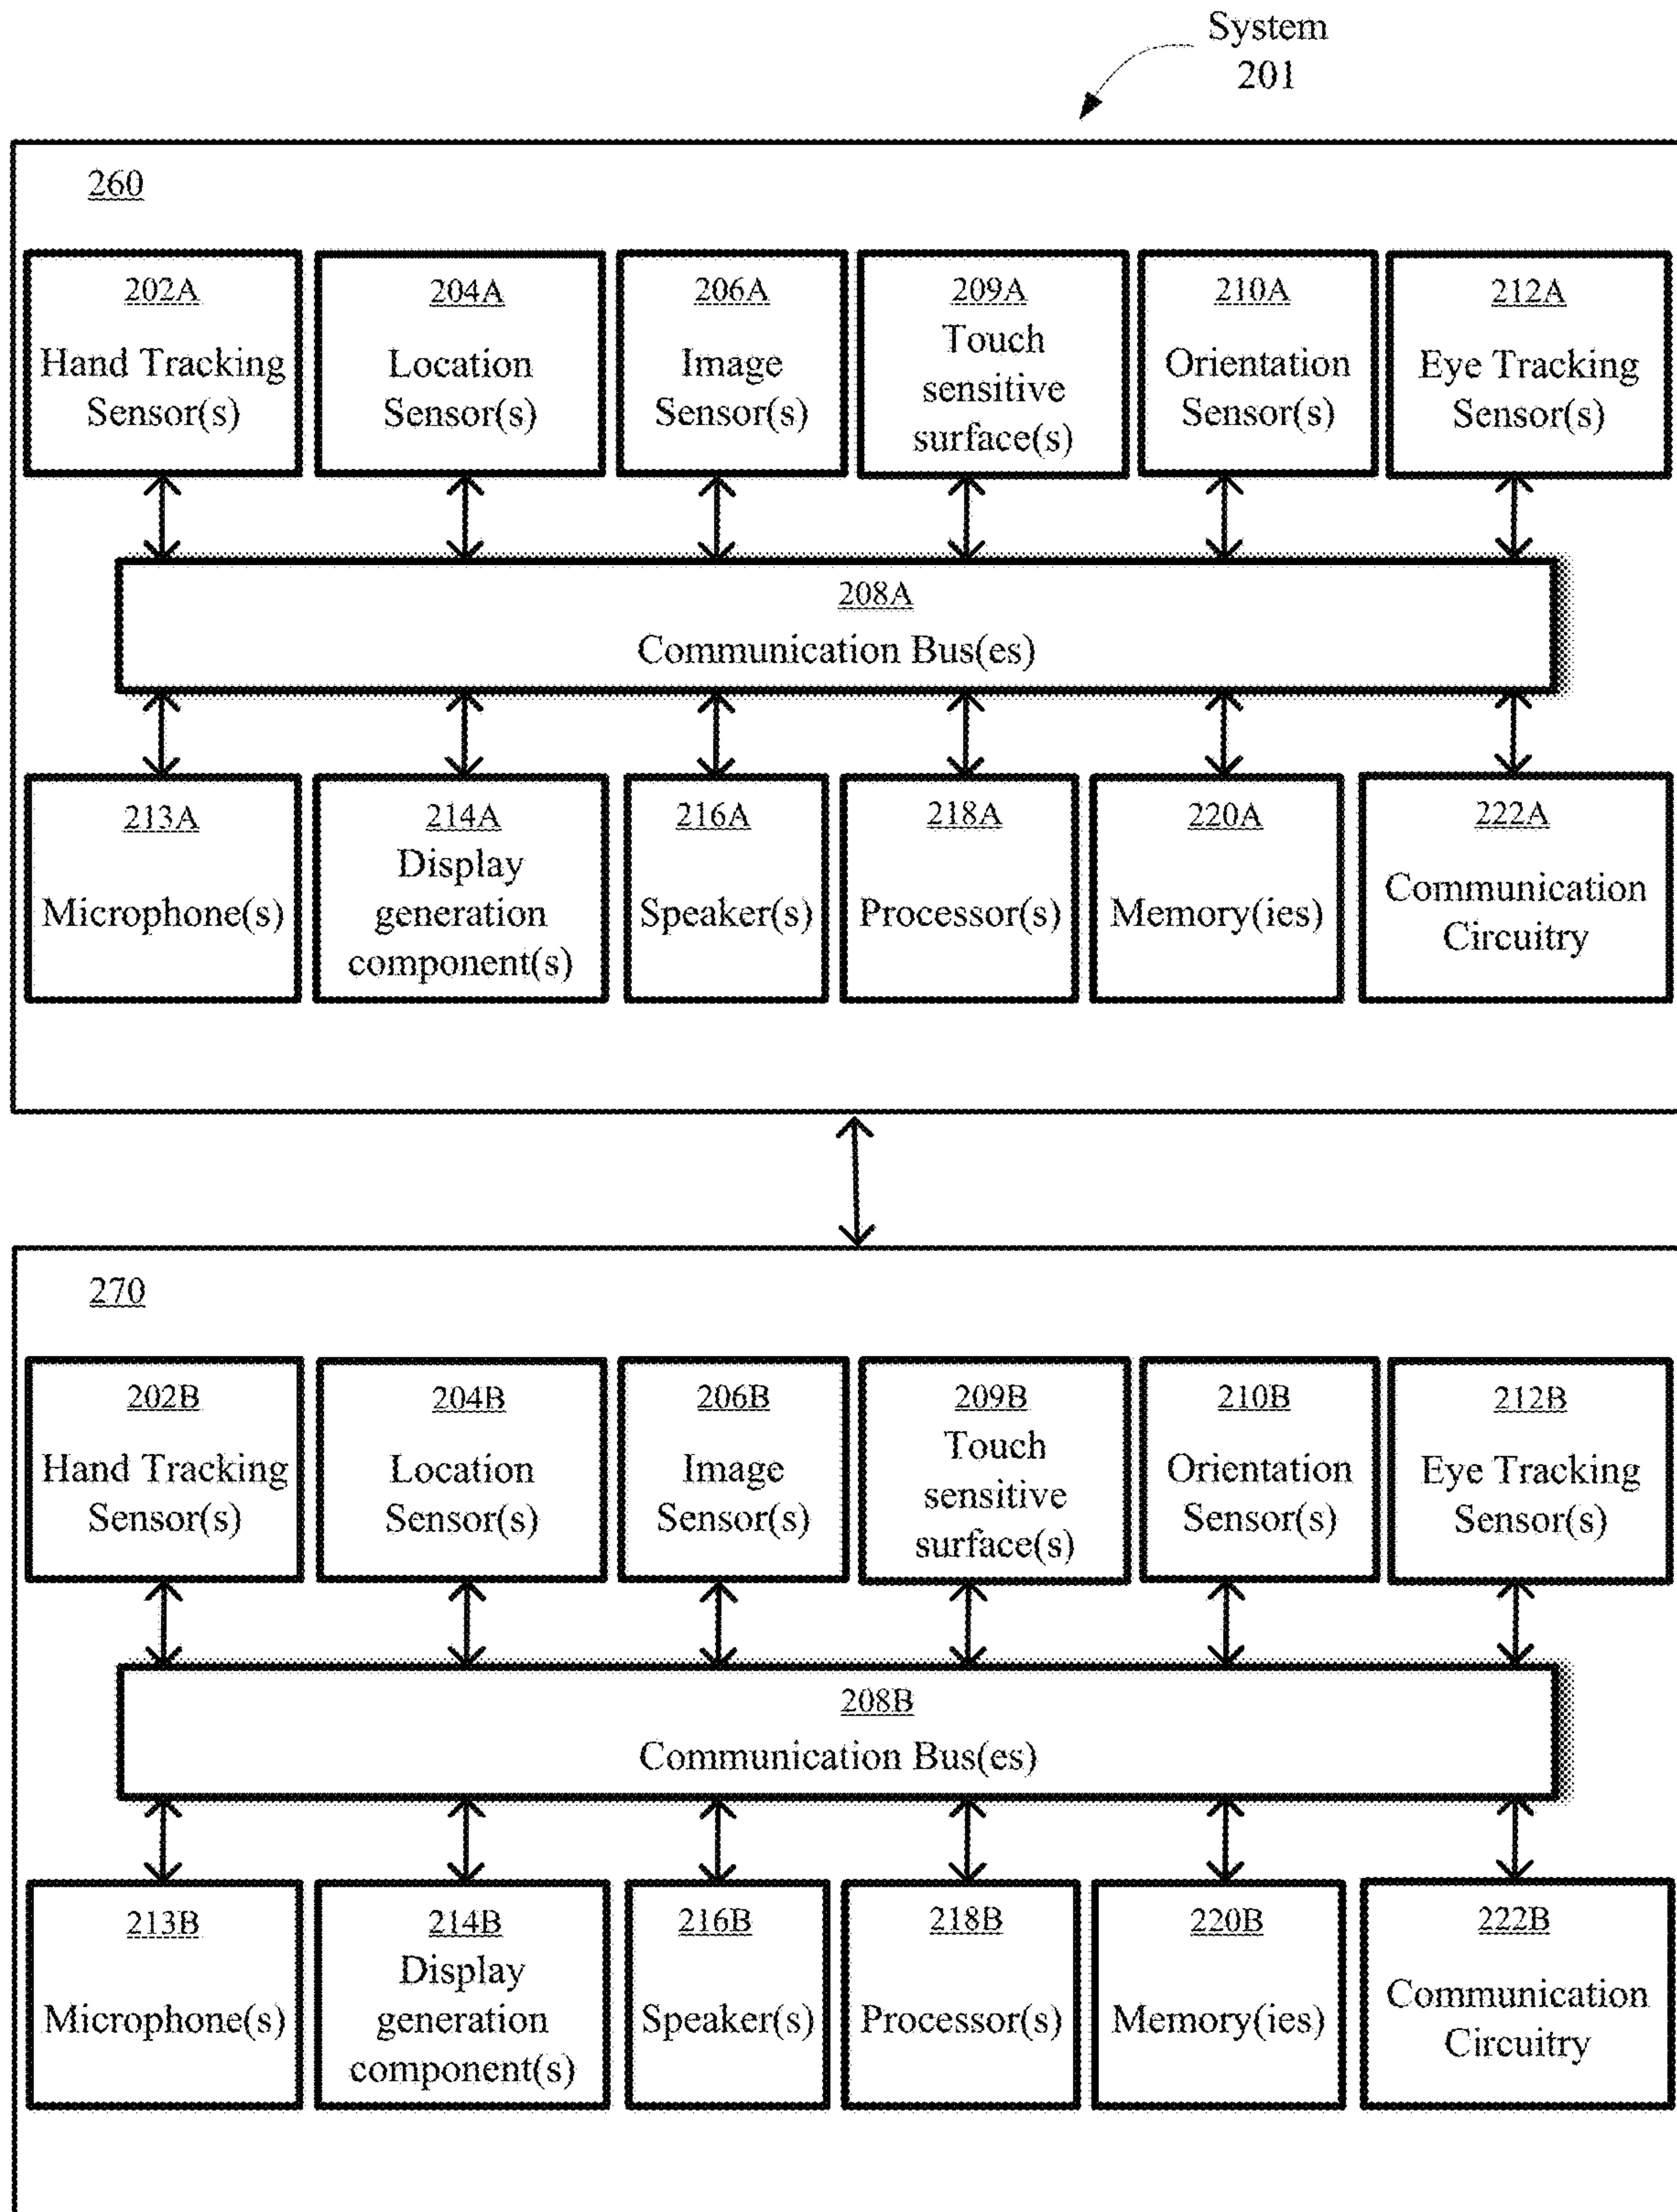 System
201
260
202A
Hand Tracking
Sensor(s)
204A
Location
Sensor(s)
206A
Image
Sensor(s)
209A
Touch
sensitive
surface(s)
210A
Orientation
Sensor(s)
212A
Eye Tracking
Sensor(s)
208A
Communication Bus(es)
213A
Microphone(s)
214A
Display
generation
component(s)
216A
Speaker(s)
218A
Processor(s)
220A
Memory(ies)
222A
Communication
Circuitry
270
202B
Hand Tracking
Sensor(s)
204B
Location
Sensor(s)
206B
Image
Sensor(s)
209B
Touch
sensitive
surface(s)
210B
Orientation
Sensor(s)
212B
Eye Tracking
Sensor(s)
208B
Communication Bus(es)
213B
Microphone(s)
214B
Display
generation
component(s)
216B
Speaker(s)
218B
Processor(s)
220B
Memory(ies)
222B
Communication
Circuitry